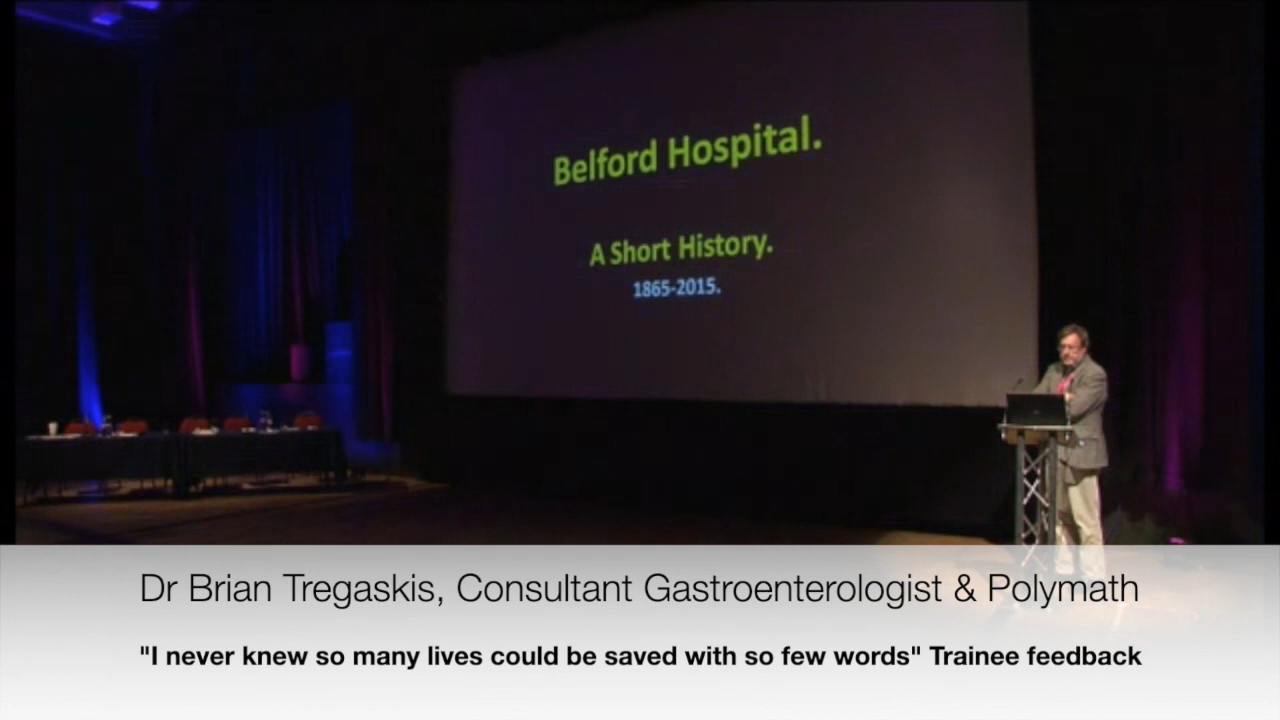 Belford Hospital.
A Short History.
1865-2015.
Dr Brian Tregaskis, Consultant Gastroenterologist & Polymath
"I never knew so many lives could be saved with so few words" Trainee feedback